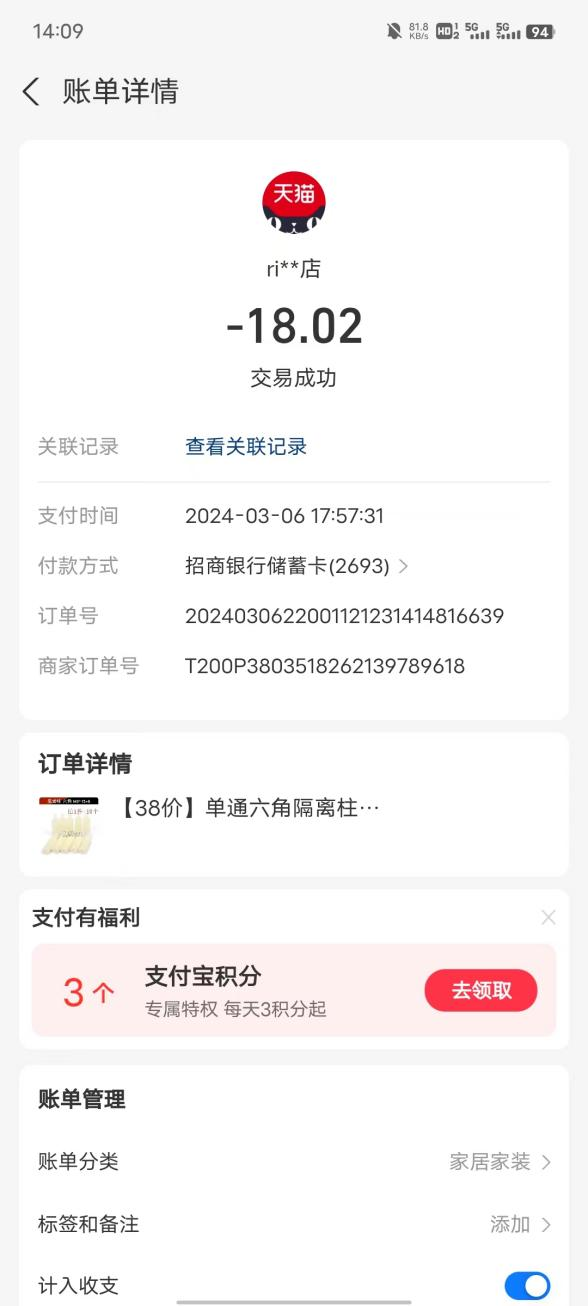 14:09
81.8
KB/s
HD 1 2
5G
5G
94
账单详情
天猫
ri**店
-18.02
交易成功
关联记录 查看关联记录
支付时间 2024-03-06 17:57:31
付款方式 招商银行储蓄卡(2693)
订单号 2024030622001121231414816639
商家订单号 T200P3803518262139789618
订单详情
【38价】单通六角隔离柱…
支付有福利
3个
支付宝积分
专属特权 每天3积分起
去领取
账单管理
账单分类 家居家装
标签和备注 添加
计入收支